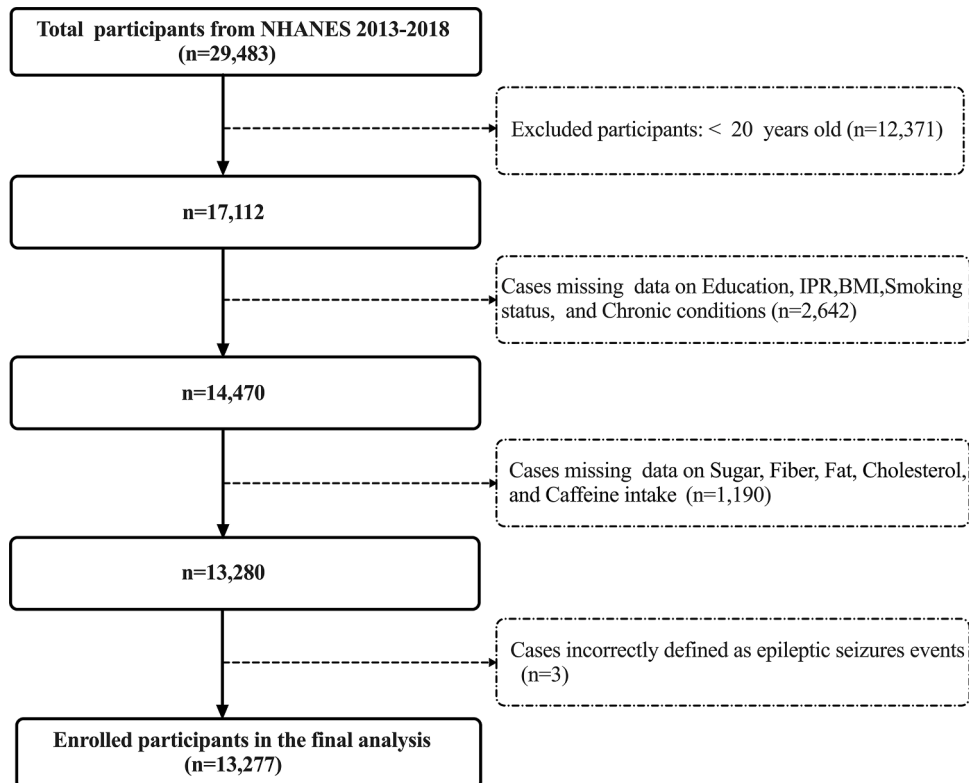 Total participants from NHANES 2013-2018
(n=29,483)
Excluded participants: < 20 years old (n=12,371)
n=17,112
Cases missing data on Education, IPR,BMI,Smoking
status, and Chronic conditions (n=2,642)
n=14,470
Cases missing data on Sugar, Fiber, Fat, Cholesterol,
and Caffeine intake (n=1,190)
n=13,280
Cases incorrectly defined as epileptic seizures events
(n=3)
Enrolled participants in the final analysis
(n=13,277)